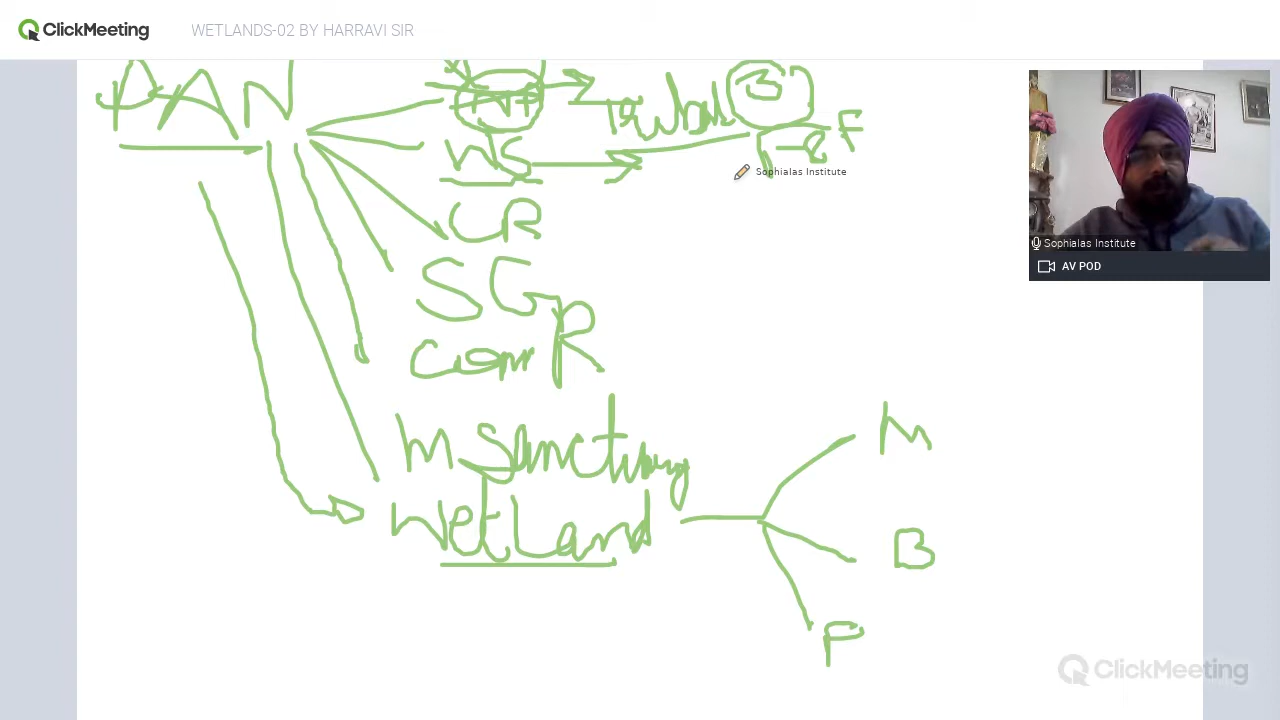 ClickMeeting WETLANDS-02 BY HARRAVI SIR
PAN
3
F
WS
Sophialas Institute
CR
SG
Com R
M Sanctuary
WetLand
M
B
P
Sophialas Institute
AV POD
ClickMeeting